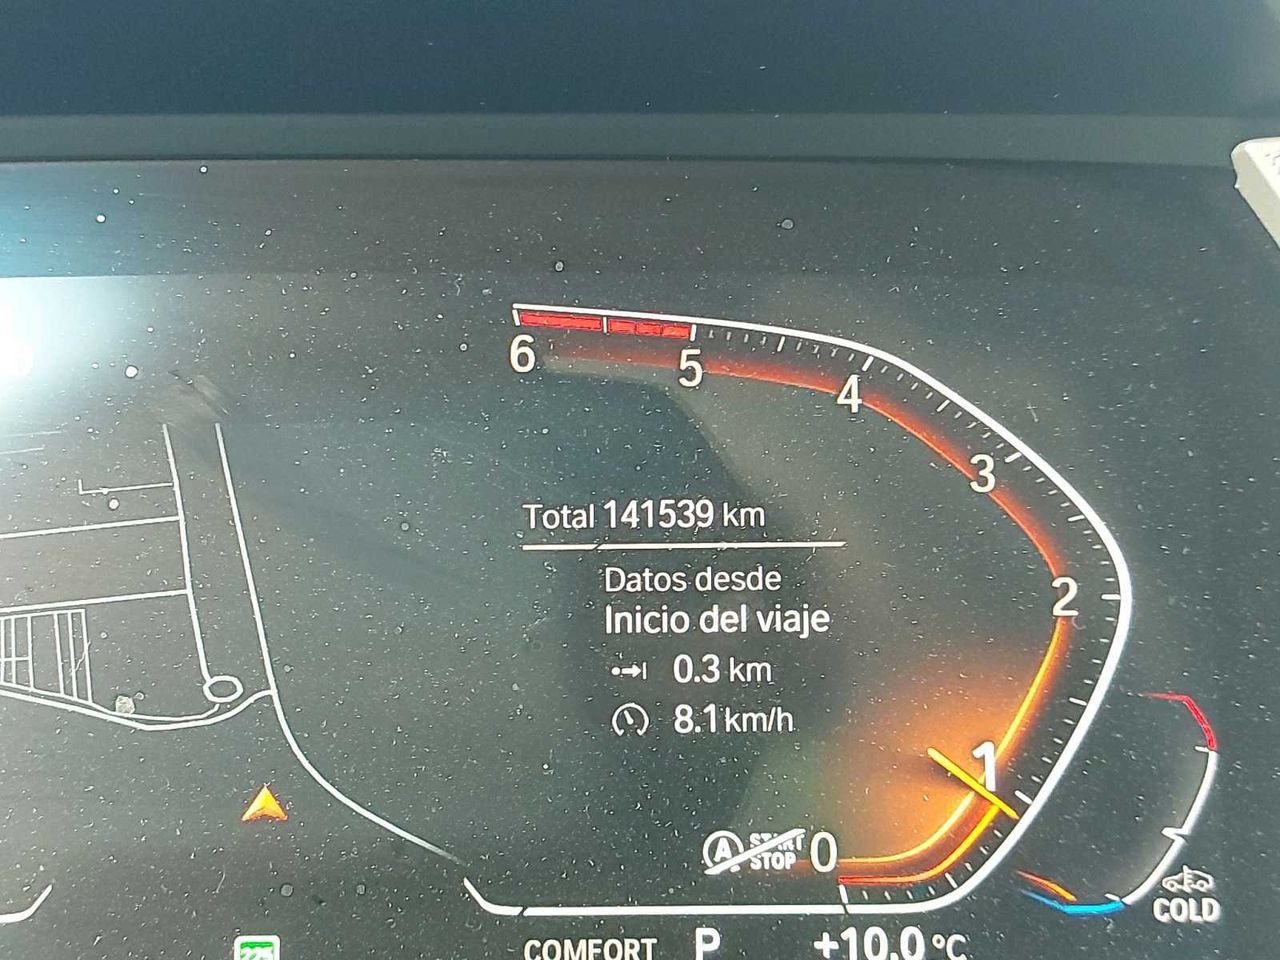 6
5
4
3
Total 141539 km
Datos desde
2
Inicio del viaje
0.3 km
8.1 km/h
1
A START STOP
0
COLD
225
COMFORT P +10.0 °C